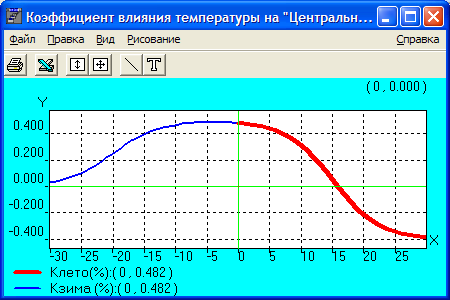 Коэффициент влияния температуры на "Центральн...
Файл Правка Вид Рисование Справка
(0,0.000)
Y
0.400
0.200
0.000
-0.200
-0.400
X
-30 -25 -20 -15 -10 -5 0 5 10 15 20 25
Клето(%):(0,0.482)
Кзима(%):(0,0.482)